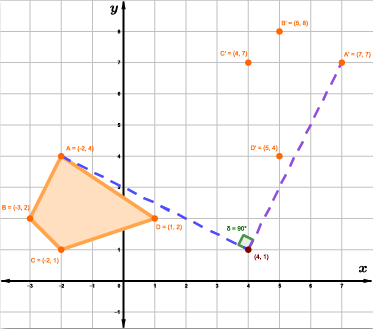 y
8
B' = (5, 8)
C' = (4, 7)
A' = (7, 7)
7
6
5
A = (-2, 4)
D' = (5, 4)
4
3
B = (-3, 2)
D = (1, 2)
2
δ = 90°
C = (-2, 1)
(4, 1)
1
x
-3 -2 -1 0 1 2 3 4 5 6 7
-1